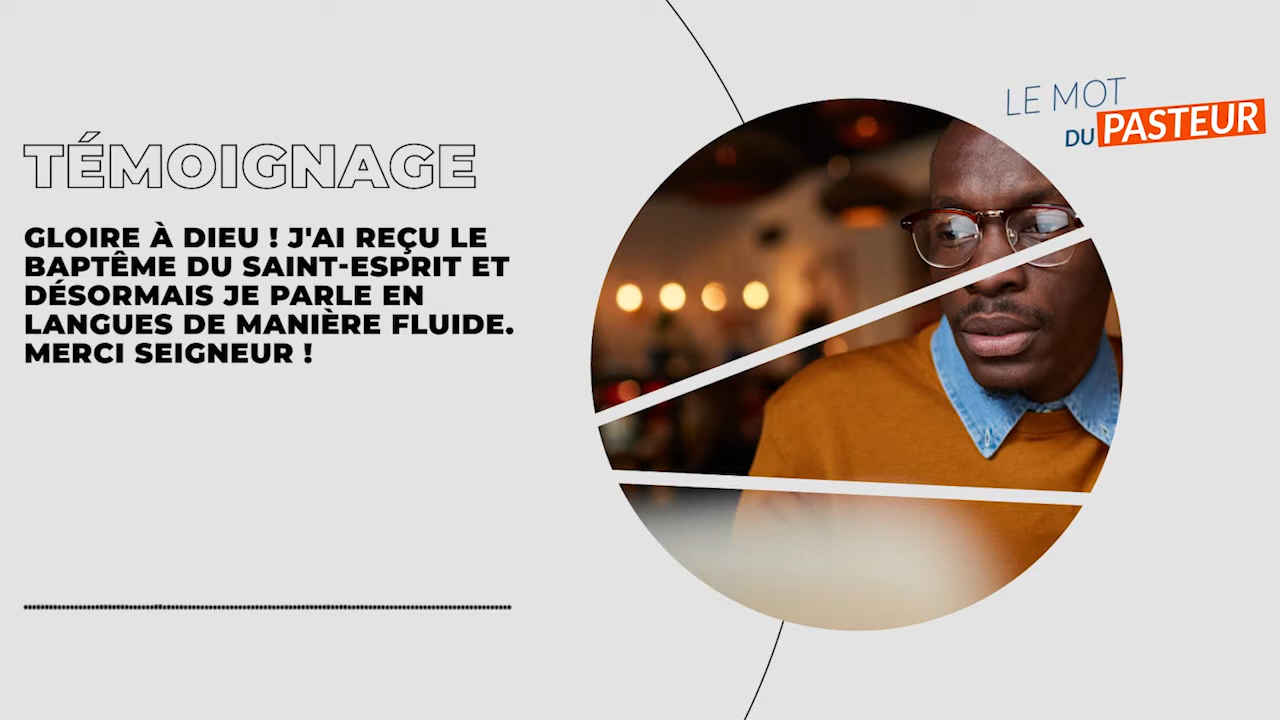 TÉMOIGNAGE
GLOIRE À DIEU ! J'AI REÇU LE
BAPTÊME DU SAINT-ESPRIT ET
DÉSORMAIS JE PARLE EN
LANGUES DE MANIÈRE FLUIDE.
MERCI SEIGNEUR !
LE MOT
DU PASTEUR